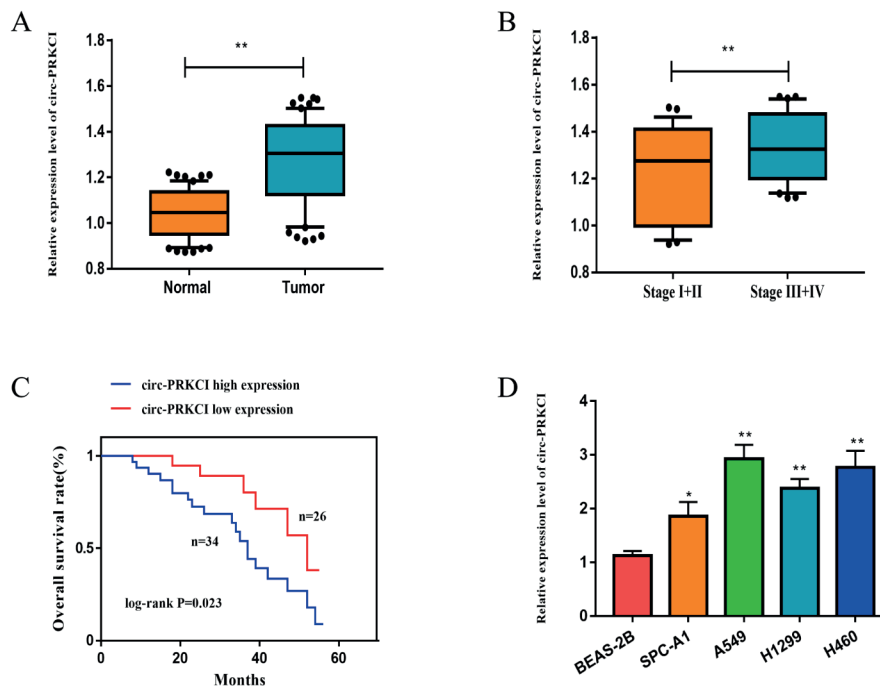 A
Relative expression level of circ-PRKCI
1.8
1.6
1.4
1.2
1.0
0.8
**
Normal
Tumor
B
Relative expression level of circ-PRKCI
1.8
1.6
1.4
1.2
1.0
0.8
**
Stage I+II
Stage III+IV
C
circ-PRKCI high expression
circ-PRKCI low expression
Overall survival rate(%)
1
0.5
0
n=26
n=34
log-rank P=0.023
0
20
40
60
Months
D
Relative expression level of circ-PRKCI
4
3
2
1
0
*
**
**
**
BEAS-2B
SPC-A1
A549
H1299
H460